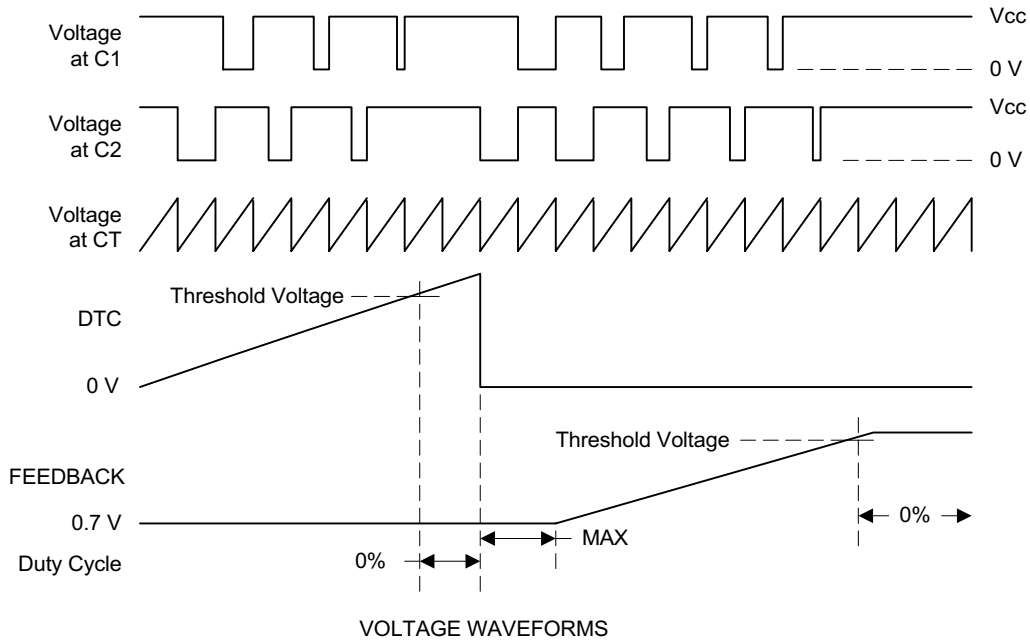 Vcc
Voltage
at C1
0 V
Vcc
Voltage
at C2
0 V
Voltage
at CT
Threshold Voltage
DTC
0 V
Threshold Voltage
FEEDBACK
0.7 V
0%
MAX
Duty Cycle
0%
VOLTAGE WAVEFORMS